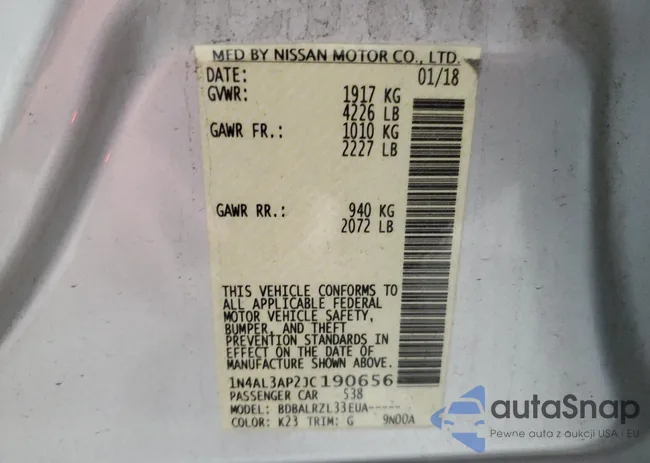 MFD BY NISSAN MOTOR CO., LTD.
DATE: 01/18
GVWR: 1917 KG
4226 LB
GAWR FR.: 1010 KG
2227 LB
GAWR RR.: 940 KG
2072 LB
THIS VEHICLE CONFORMS TO
ALL APPLICABLE FEDERAL
MOTOR VEHICLE SAFETY,
BUMPER, AND THEFT
PREVENTION STANDARDS IN
EFFECT ON THE DATE OF
MANUFACTURE SHOWN ABOVE.
1N4AL3AP2JC190656
PASSENGER CAR 538
MODEL: BDBALRZL33EUA-----
COLOR: K23 TRIM: G 9N00A
autaSnap
Pewne auta z aukcji USA i EU